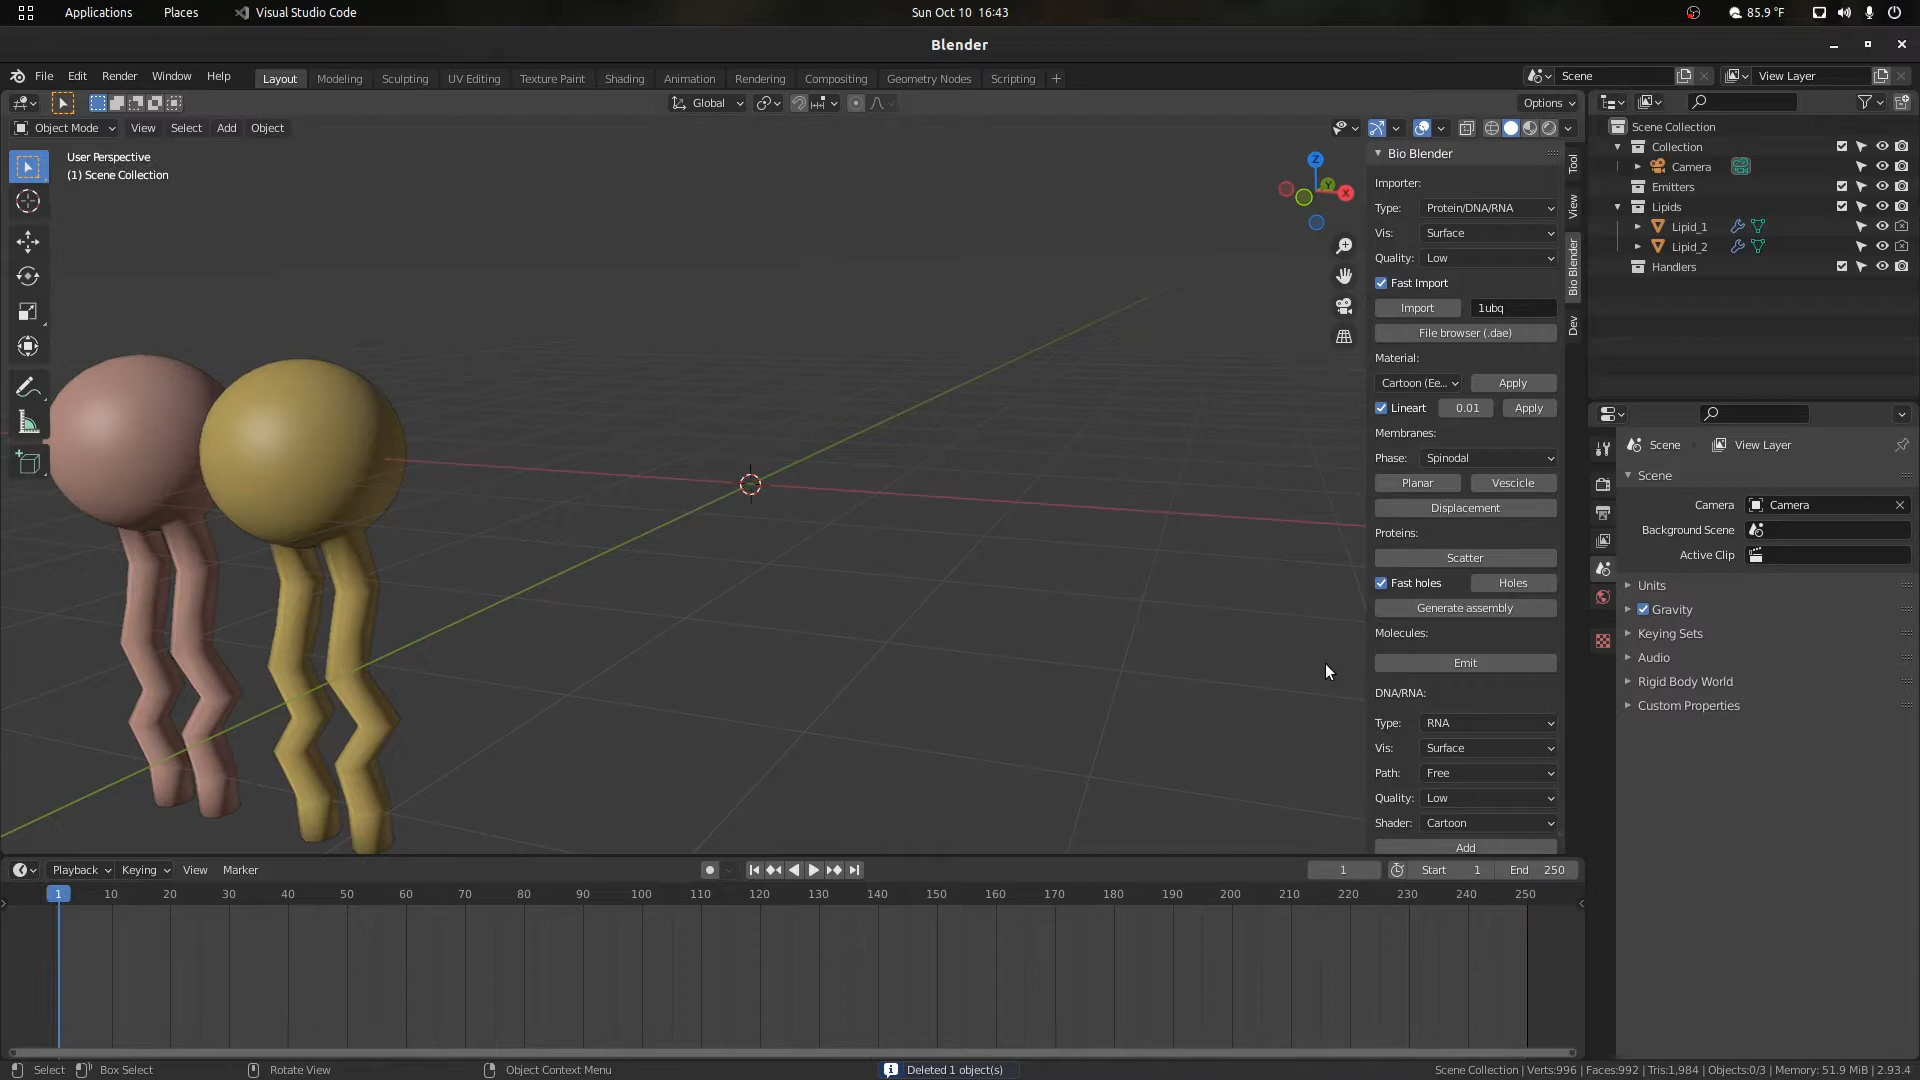 Applications Places Visual Studio Code Sun Oct 10 16:43 85.9 °F
Blender
File Edit Render Window Help Layout Modeling Sculpting UV Editing Texture Paint Shading Animation Rendering Compositing Geometry Nodes Scripting + Scene View Layer
Global Options
Object Mode View Select Add Object
User Perspective
(1) Scene Collection
Z
Y
X
Bio Blender
Importer:
Type: Protein/DNA/RNA
Vis: Surface
Quality: Low
Fast Import
Import 1ubq
File browser (.dae)
Material:
Cartoon (Ee... Apply
Lineart 0.01 Apply
Membranes:
Phase: Spinodal
Planar Vescicle
Displacement
Proteins:
Scatter
Fast holes Holes
Generate assembly
Molecules:
Emit
DNA/RNA:
Type: RNA
Vis: Surface
Path: Free
Quality: Low
Shader: Cartoon
Add
Tool
View
Bio Blender
Dev
Scene Collection
Collection
Camera
Emitters
Lipids
Lipid_1
Lipid_2
Handlers
Scene View Layer
Scene
Camera Camera
Background Scene
Active Clip
Units
Gravity
Keying Sets
Audio
Rigid Body World
Custom Properties
Playback Keying View Marker 1 Start 1 End 250
1 10 20 30 40 50 60 70 80 90 100 110 120 130 140 150 160 170 180 190 200 210 220 230 240 250
Select Box Select Rotate View Object Context Menu Deleted 1 object(s) Scene Collection | Verts:996 | Faces:992 | Tris:1,984 | Objects:0/3 | Memory: 51.9 MiB | 2.93.4